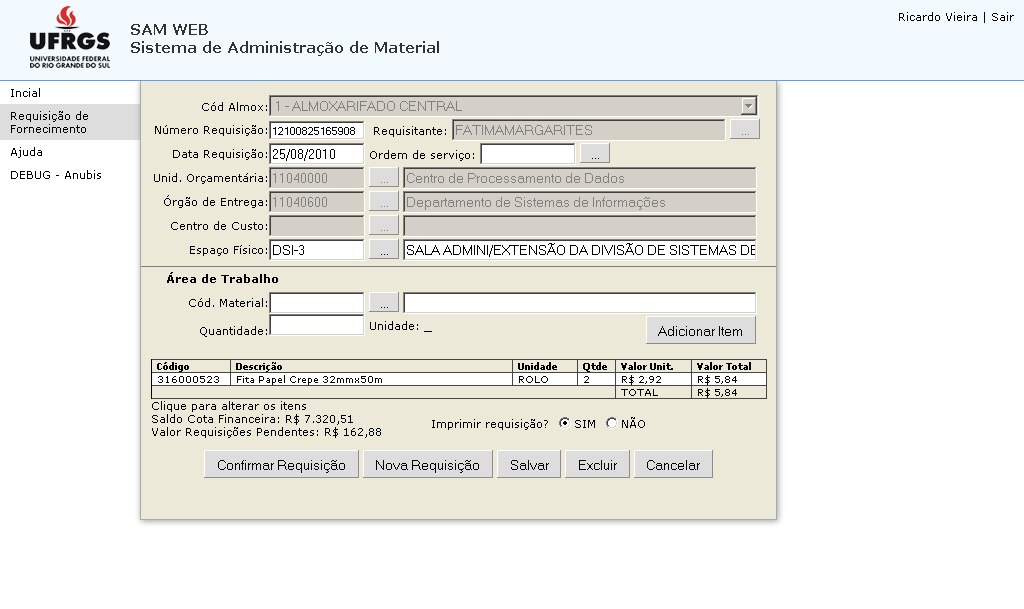 UFRGS
UNIVERSIDADE FEDERAL
DO RIO GRANDE DO SUL
SAM WEB
Sistema de Administração de Material
Ricardo Vieira | Sair
Incial
Requisição de
Fornecimento
Ajuda
DEBUG - Anubis
Cód Almox: 1 - ALMOXARIFADO CENTRAL
Número Requisição: 12100825165908 Requisitante: FATIMAMARGARITES ...
Data Requisição: 25/08/2010 Ordem de serviço: ...
Unid. Orçamentária: 11040000 ... Centro de Processamento de Dados
Órgão de Entrega: 11040600 ... Departamento de Sistemas de Informações
Centro de Custo: ...
Espaço Físico: DSI-3 ... SALA ADMINI/EXTENSÃO DA DIVISÃO DE SISTEMAS DE
Área de Trabalho
Cód. Material: ...
Quantidade: Unidade: _
Adicionar Item
Código Descrição Unidade Qtde Valor Unit. Valor Total
316000523 Fita Papel Crepe 32mmx50m ROLO 2 R$ 2,92 R$ 5,84
TOTAL R$ 5,84
Clique para alterar os itens
Saldo Cota Financeira: R$ 7.320,51
Valor Requisições Pendentes: R$ 162,88
Imprimir requisição? SIM NÃO
Confirmar Requisição Nova Requisição Salvar Excluir Cancelar